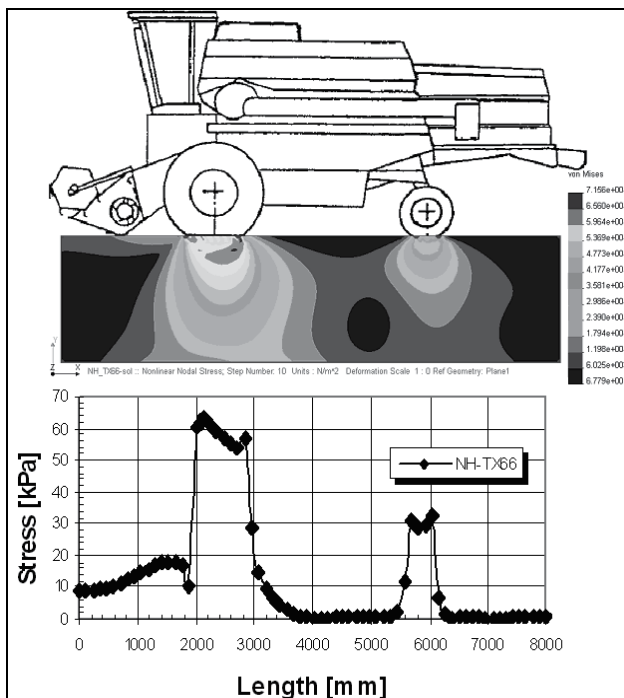 von Mises
7.156e+00
6.560e+00
5.964e+00
5.369e+00
4.773e+00
4.177e+00
3.581e+00
2.986e+00
2.390e+00
1.794e+00
1.198e+00
6.025e+00
6.779e+00
Y
Z X
NH_TX66-sol :: Nonlinear Nodal Stress; Step Number: 10 Units : N/m^2 Deformation Scale 1 : 0 Ref Geometry: Plane1
Stress [kPa]
70
60
50
40
30
20
10
0
NH-TX66
0 1000 2000 3000 4000 5000 6000 7000 8000
Length [mm]